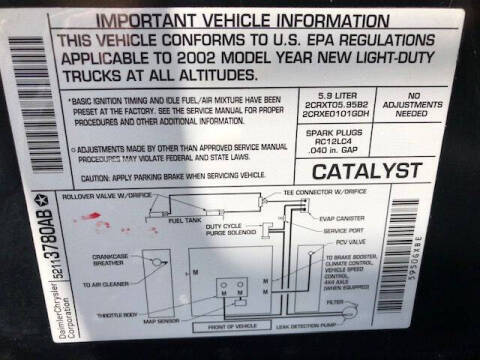 IMPORTANT VEHICLE INFORMATION
THIS VEHICLE CONFORMS TO U.S. EPA REGULATIONS
APPLICABLE TO 2002 MODEL YEAR NEW LIGHT-DUTY
TRUCKS AT ALL ALTITUDES.
*BASIC IGNITION TIMING AND IDLE FUEL/AIR MIXTURE HAVE BEEN
PRESET AT THE FACTORY. SEE THE SERVICE MANUAL FOR PROPER
PROCEDURES AND OTHER ADDITIONAL INFORMATION.
ADJUSTMENTS MADE BY OTHER THAN APPROVED SERVICE
MANUAL PROCEDURES MAY VIOLATE FEDERAL AND STATE LAWS.
CAUTION: APPLY PARKING BRAKE WHEN SERVICING VEHICLE.
5.9 LITER
2CRXT05.95B2
2CRXE0101GDH
NO
ADJUSTMENTS
NEEDED
SPARK PLUGS
RC12LC4
.040 in. GAP
CATALYST
ROLLOVER VALVE W/ORIFICE
TEE CONNECTOR W/ORIFICE
FUEL TANK
EVAP CANISTER
DUTY CYCLE
PURGE SOLENOID
SERVICE PORT
PCV VALVE
CRANKCASE
BREATHER
TO BRAKE BOOSTER,
CLIMATE CONTROL,
VEHICLE SPEED
CONTROL,
4X4 AXLE
(WHEN EQUIPPED)
TO AIR CLEANER
M
M
M
FILTER
THROTTLE BODY
MAP SENSOR
FRONT OF VEHICLE
LEAK DETECTION PUMP
DaimlerChrysler
Corporation
52113780AB
5950GXBE